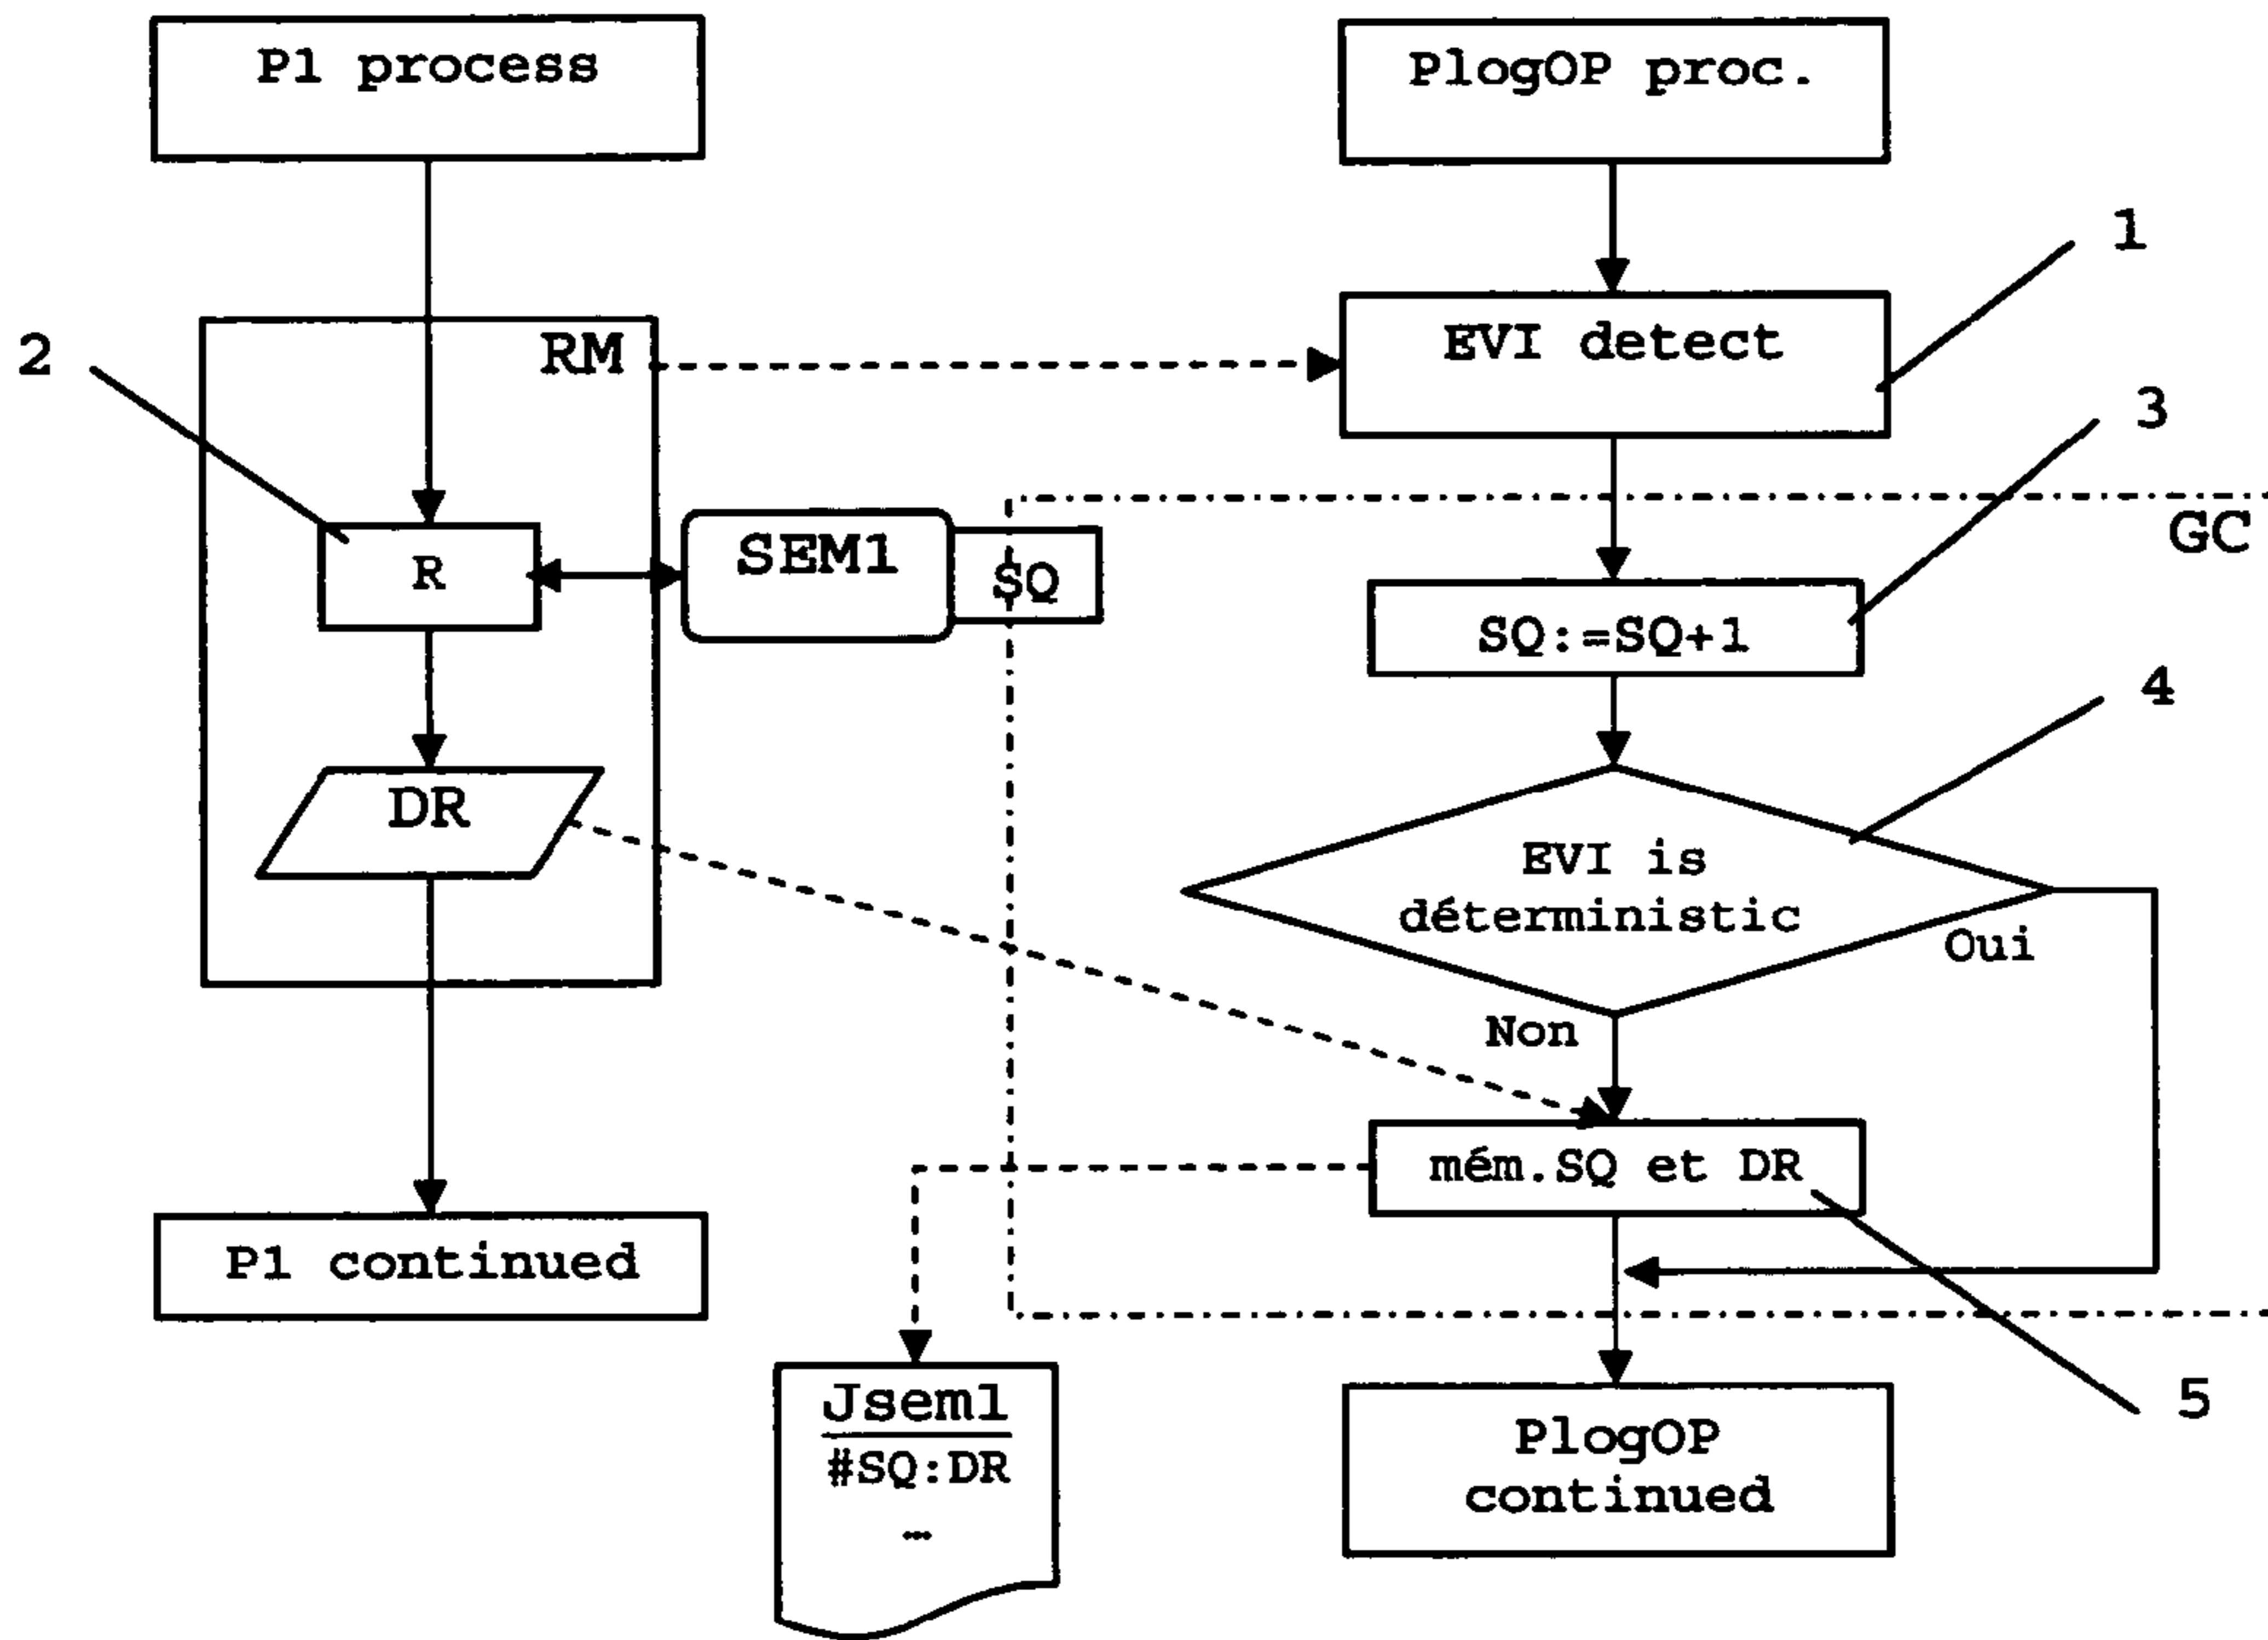 P1 process
PlogOP proc.
1
EVI detect
RM
2
3
GC
SEM1
R
SQ
SQ:=SQ+1
4
DR
EVI is
déterministic
Oui
Non
mém.SQ et DR
P1 continued
5
Jsem1
#SQ:DR
…
PlogOP
continued